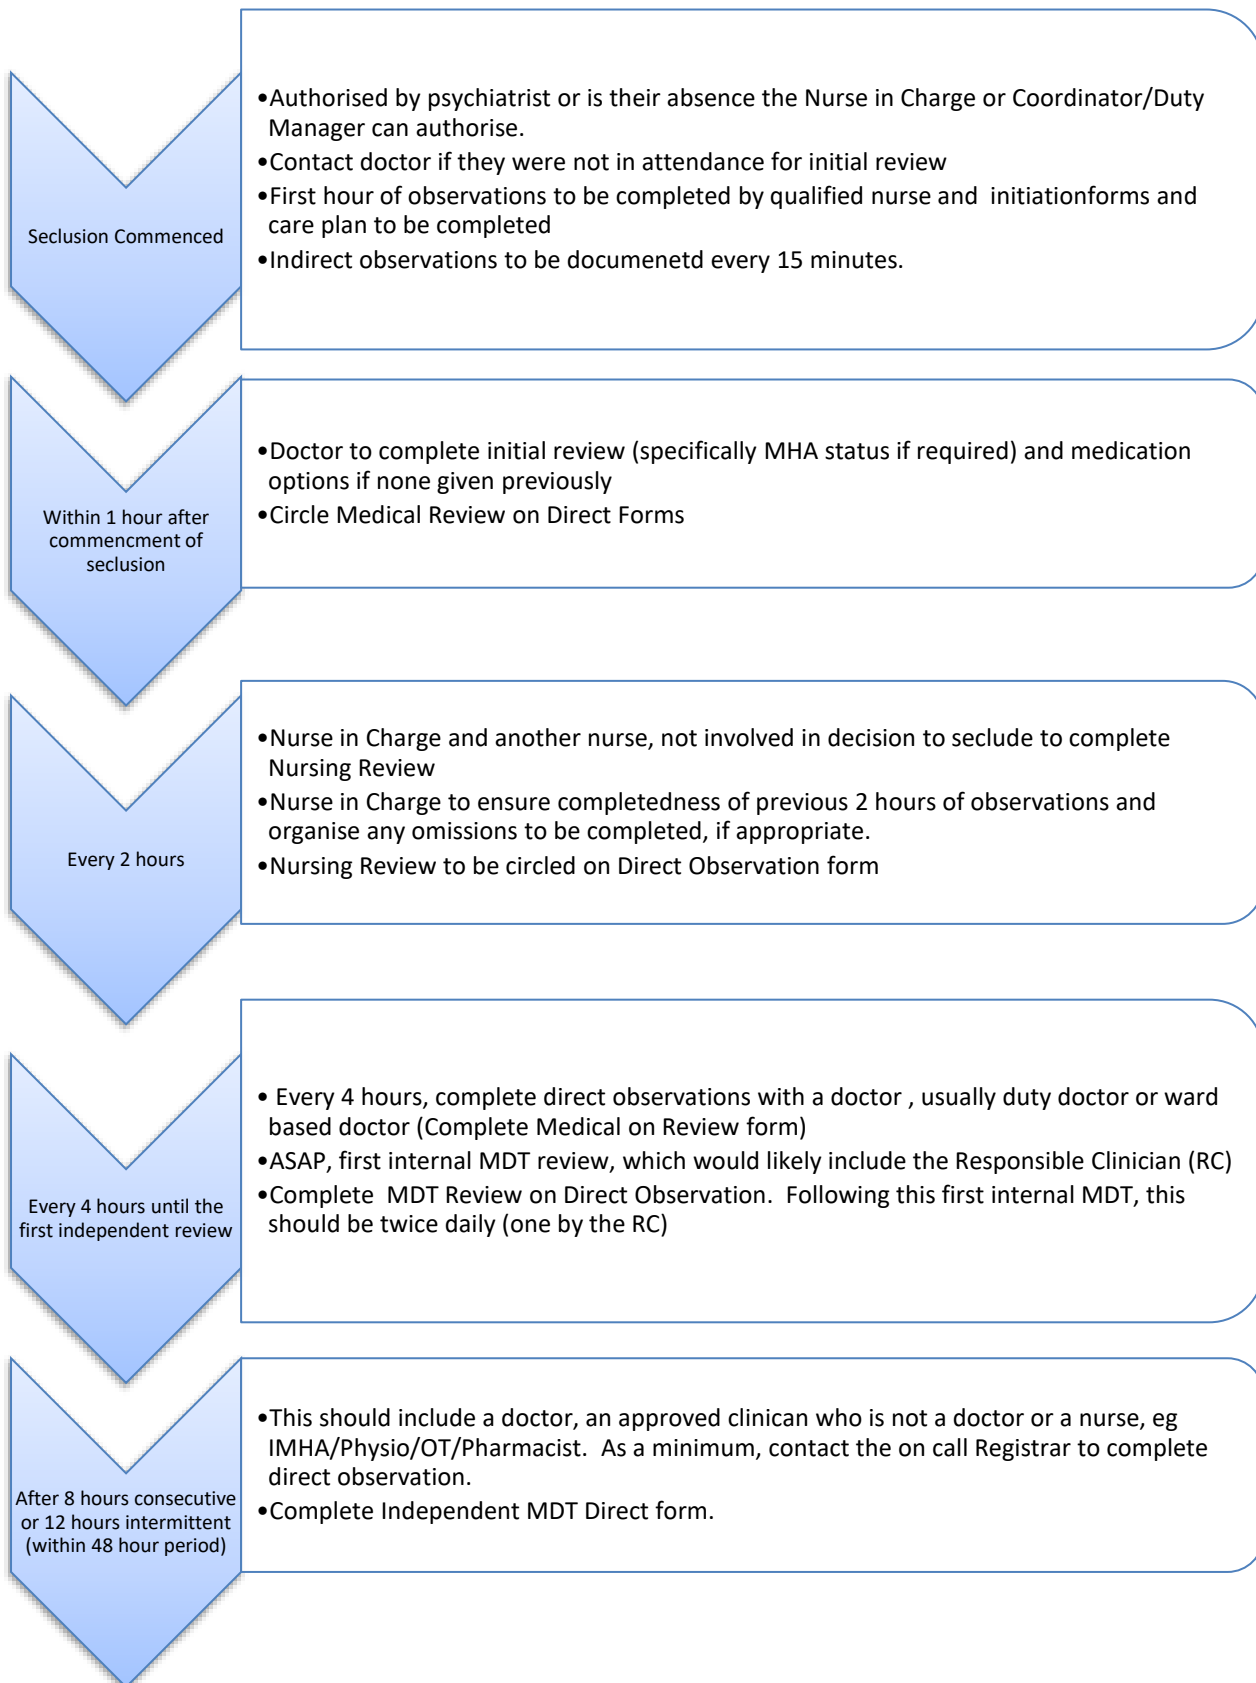 Seclusion Commenced
•Authorised by psychiatrist or is their absence the Nurse in Charge or Coordinator/Duty
Manager can authorise.
•Contact doctor if they were not in attendance for initial review
•First hour of observations to be completed by qualified nurse and  initiationforms and
care plan to be completed
•Indirect observations to be documenetd every 15 minutes.
Within 1 hour after
commencment of
seclusion
•Doctor to complete initial review (specifically MHA status if required) and medication
options if none given previously
•Circle Medical Review on Direct Forms
Every 2 hours
•Nurse in Charge and another nurse, not involved in decision to seclude to complete
Nursing Review
•Nurse in Charge to ensure completedness of previous 2 hours of observations and
organise any omissions to be completed, if appropriate.
•Nursing Review to be circled on Direct Observation form
Every 4 hours until the
first independent review
• Every 4 hours, complete direct observations with a doctor , usually duty doctor or ward
based doctor (Complete Medical on Review form)
•ASAP, first internal MDT review, which would likely include the Responsible Clinician (RC)
•Complete  MDT Review on Direct Observation.  Following this first internal MDT, this
should be twice daily (one by the RC)
After 8 hours consecutive
or 12 hours intermittent
(within 48 hour period)
•This should include a doctor, an approved clinican who is not a doctor or a nurse, eg
IMHA/Physio/OT/Pharmacist.  As a minimum, contact the on call Registrar to complete
direct observation.
•Complete Independent MDT Direct form.